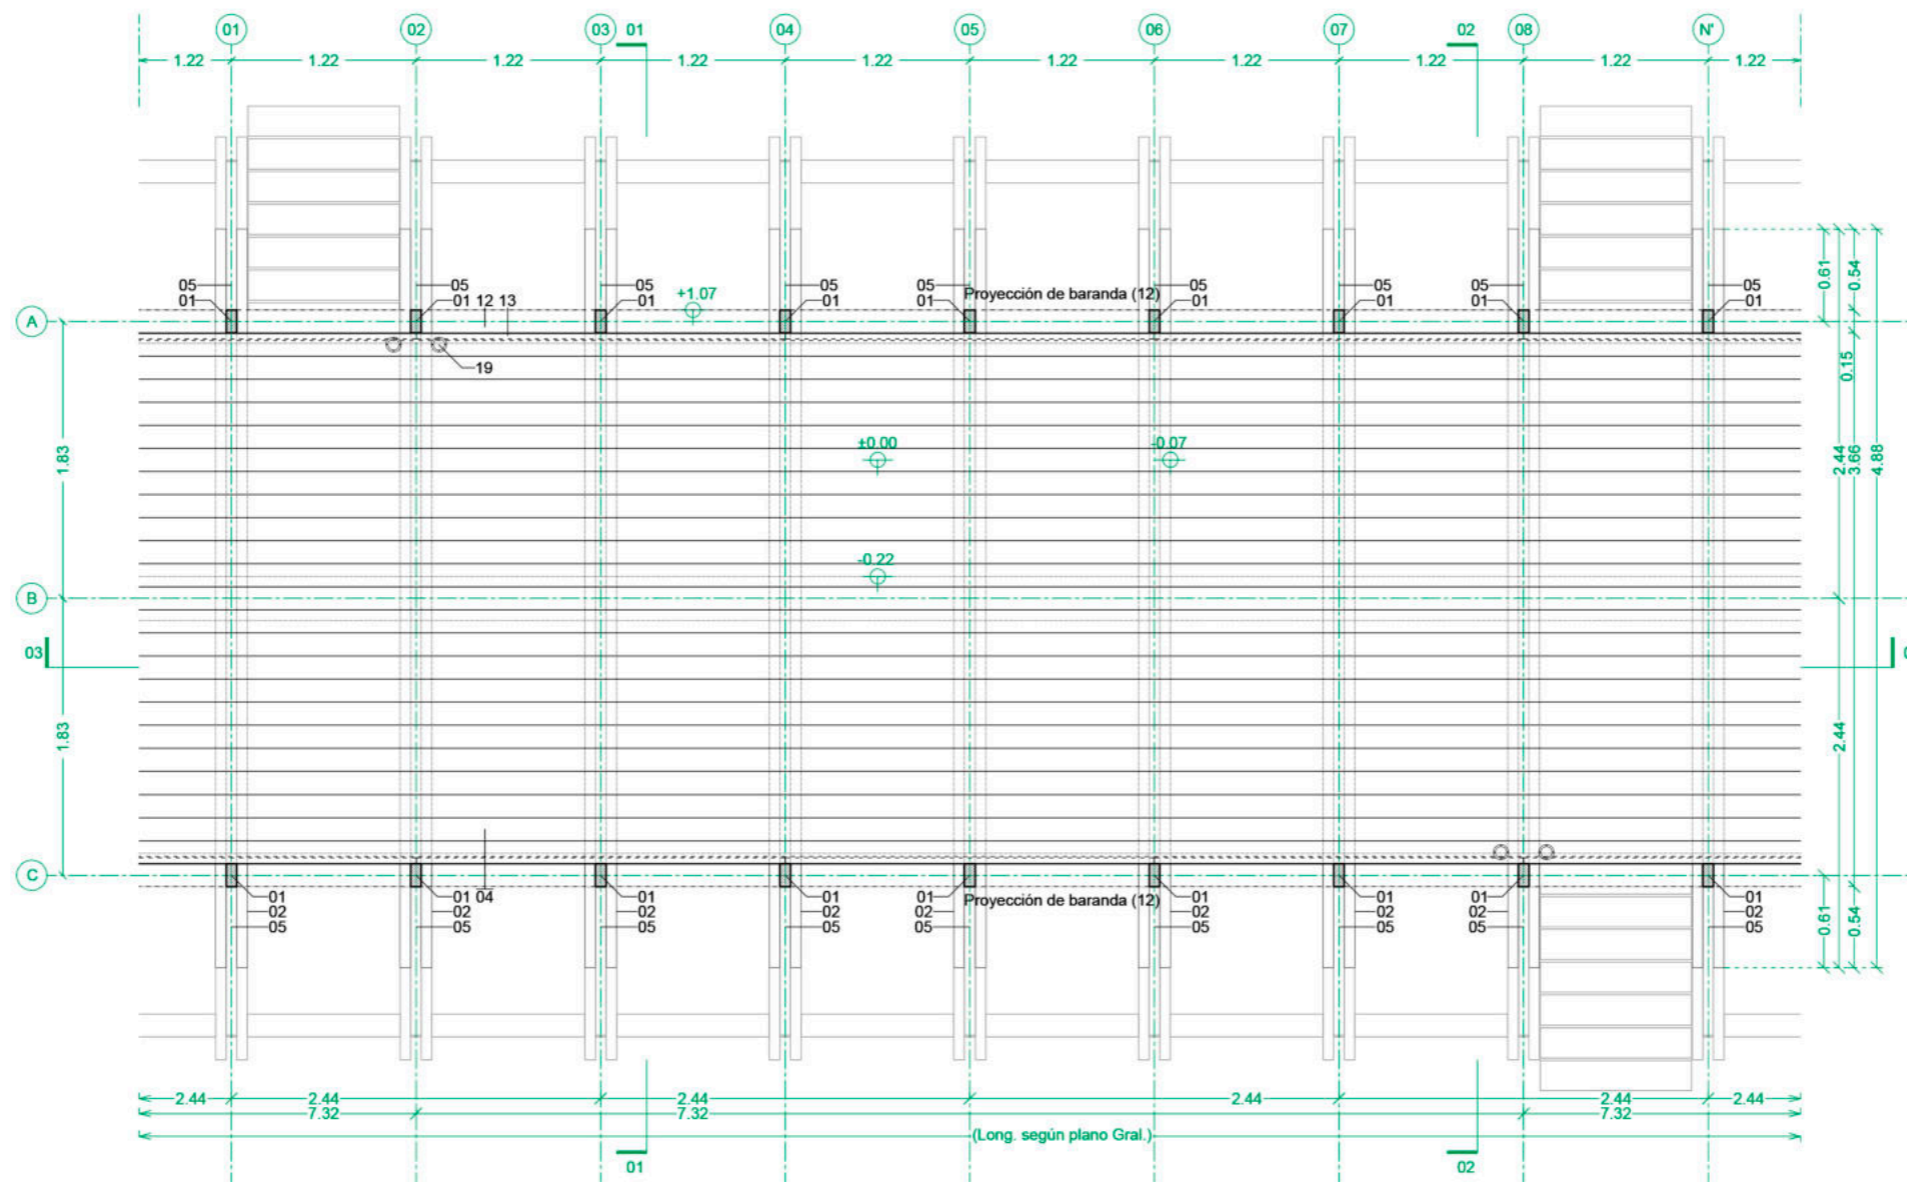 01 02 03 01 04 05 06 07 02 08 N'
1.22 1.22 1.22 1.22 1.22 1.22 1.22 1.22 1.22 1.22
05 05 05 05 05 05 05 05 05
01 01 12 13 01 +1.07 01 01 Proyección de baranda (12) 01 01 01 01
A
19
0.61 0.54
0.15
±0.00 -0.07
1.83
2.44 3.66 4.88
-0.22
B
03
1.83
2.44
C
01 01 04 01 01 01 Proyección de baranda (12) 01 01 01 01
02 02 02 02 02 02 02 02 02
05 05 05 05 05 05 05 05 05
0.61 0.54
2.44 2.44 2.44 2.44 2.44 2.44
7.32 7.32 7.32
(Long. según plano Gral.)
01 02